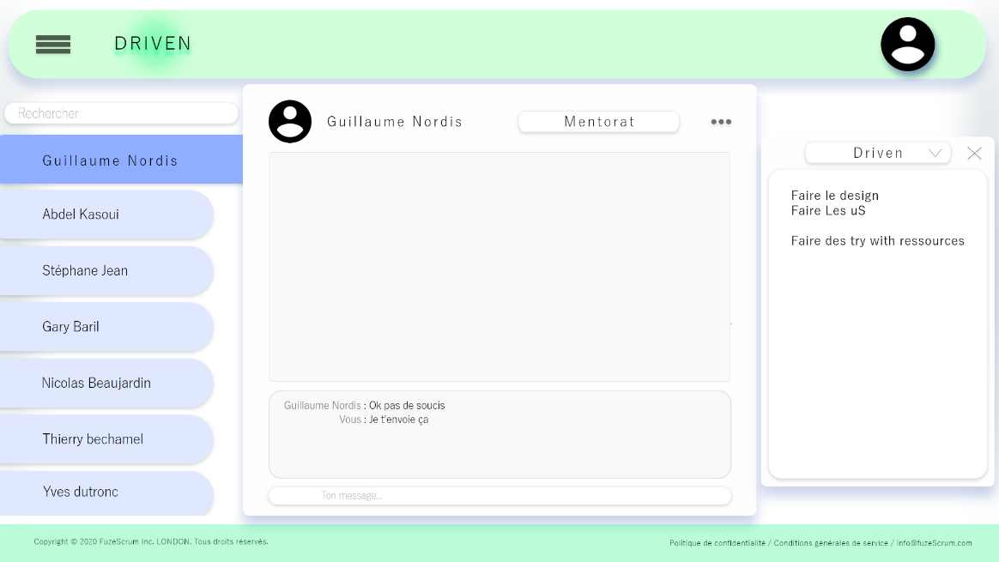 DRIVEN
Rechercher
Guillaume Nordis
Abdel Kasoui
Stéphane Jean
Gary Baril
Nicolas Beaujardin
Thierry bechamel
Yves dutronc
Guillaume Nordis
Mentorat
Guillaume Nordis : Ok pas de soucis
Vous : Je t'envoie ça
Ton message...
Driven
Faire le design
Faire Les uS
Faire des try with ressources
Copyright © 2020 FuzeScrum Inc. LONDON. Tous droits réservés.
Politique de confidentialité / Conditions générales de service / info@fuzeScrum.com